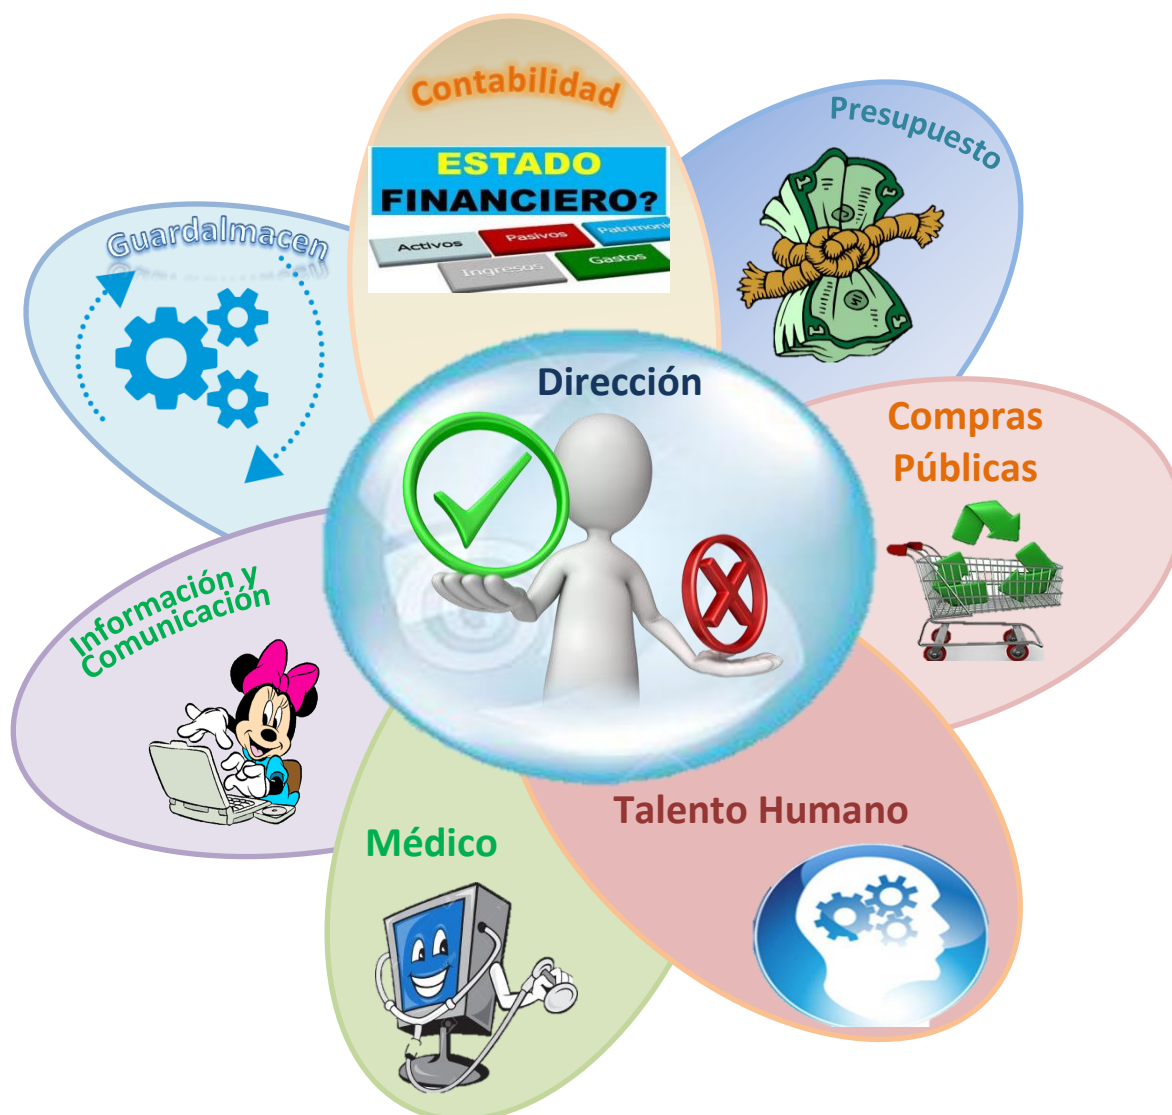 Contabilidad
ESTADO
FINANCIERO?
Activos
Pasivos
Patrimonio
Ingresos
Gastos
Presupuesto
Guardalmacen
Dirección
Compras
Públicas
Información y
Comunicación
Talento Humano
Médico